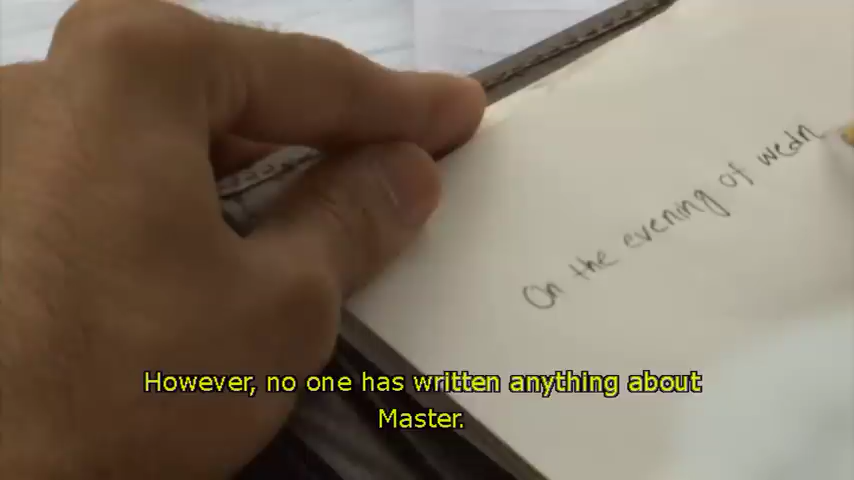 On the evening of wedn
However, no one has written anything about
Master.